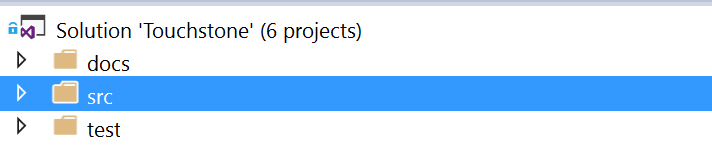 Solution 'Touchstone' (6 projects)
docs
src
test